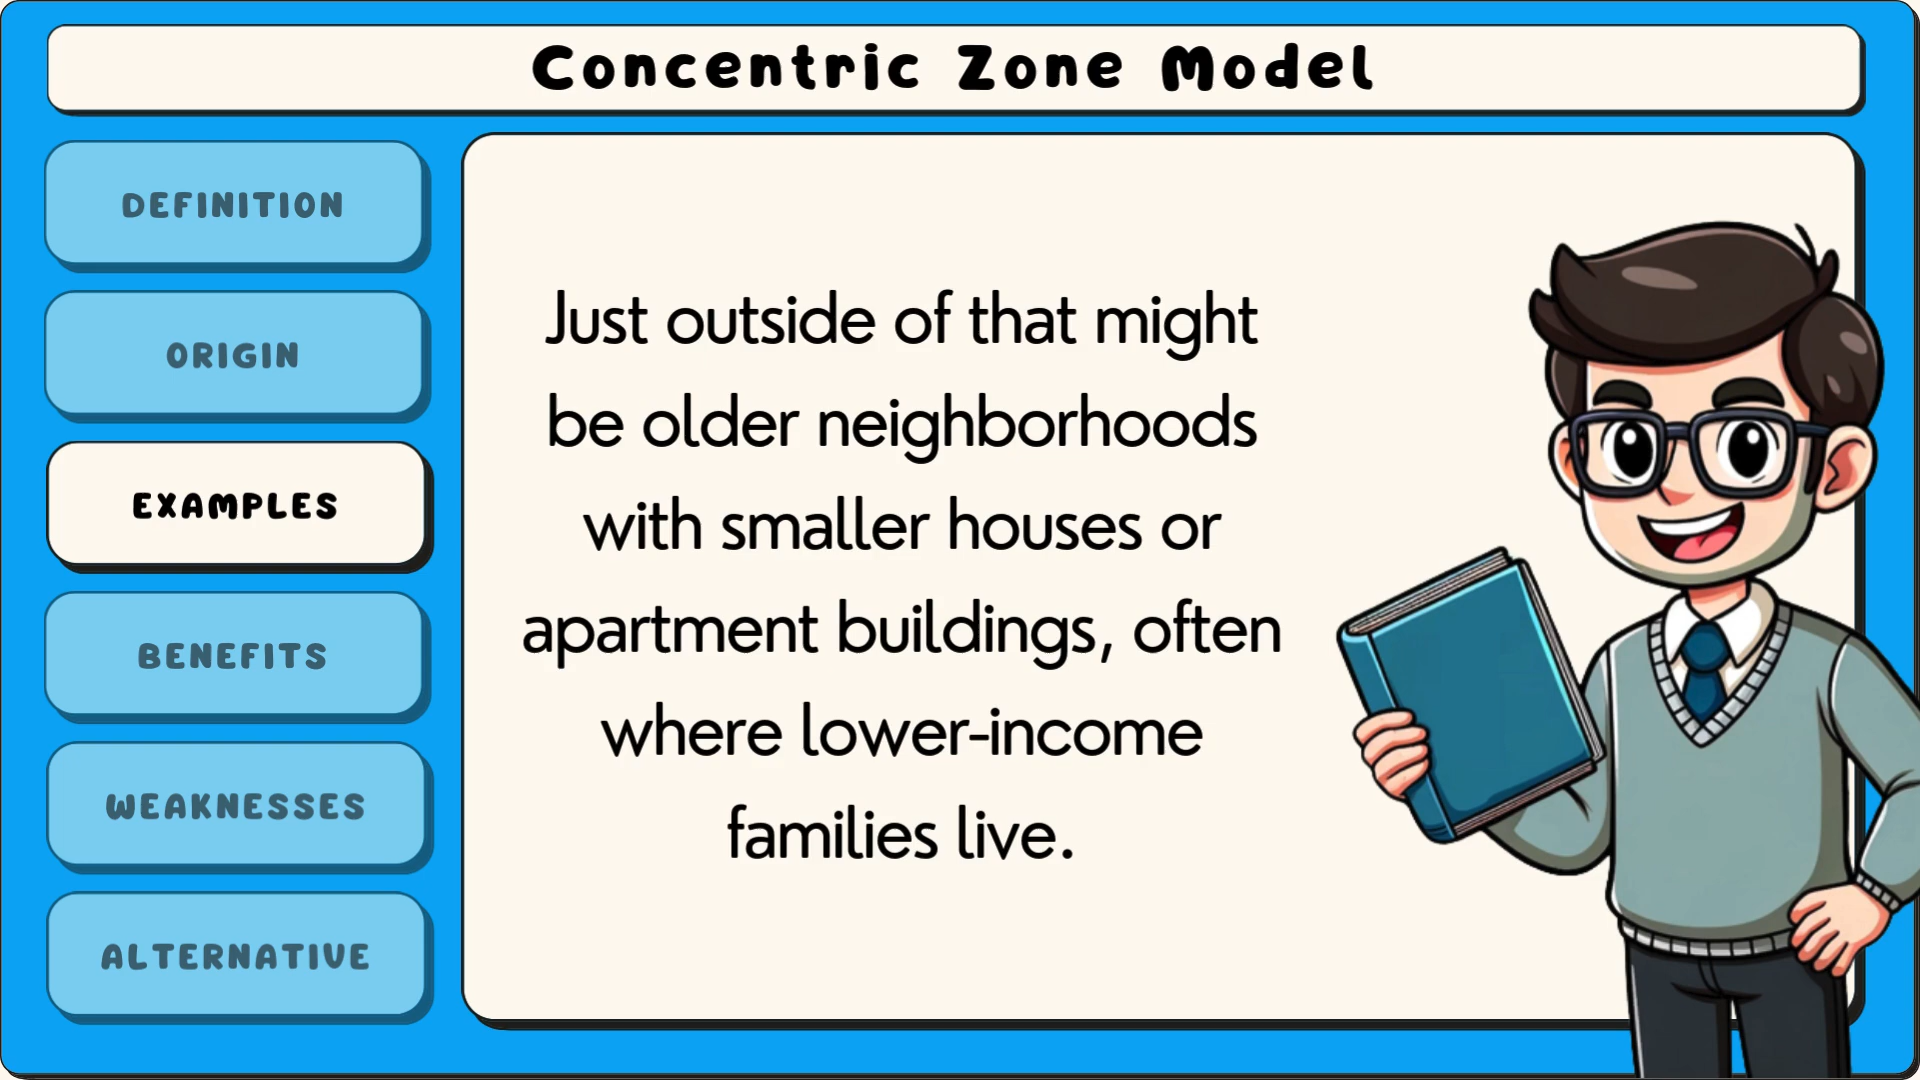 Concentric Zone Model
DEFINITION
ORIGIN
EXAMPLES
BENEFITS
WEAKNESSES
ALTERNATIVE
Just outside of that might
be older neighborhoods
with smaller houses or
apartment buildings, often
where lower-income
families live.